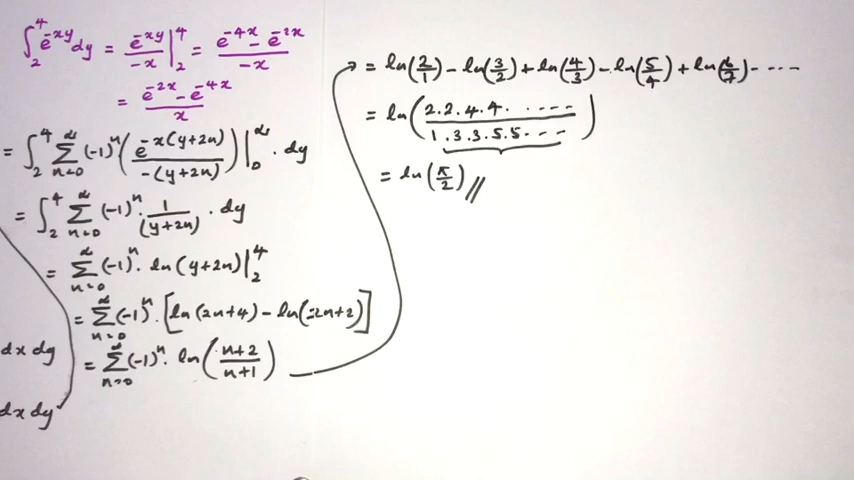 ∫₂⁴ e^{-xy} dy = e^{-xy}/-x |₂⁴ = (e^{-4x} - e^{-2x})/-x
= (e^{-2x} - e^{-4x})/x
= ∫₂⁴ Σ_{n=0}^{∞} (-1)^n (e^{-x(y+2n)}/-(y+2n)) |₀^∞ · dy
= ∫₂⁴ Σ_{n=0}^{∞} (-1)^n · 1/(y+2n) · dy
= Σ_{n=0}^{∞} (-1)^n · ln(y+2n) |₂⁴
= Σ_{n=0}^{∞} (-1)^n · [ln(2n+4) - ln(2n+2)]
dx dy
= Σ_{n=0}^{∞} (-1)^n · ln((n+2)/(n+1))
dx dy
= ln(2/1) - ln(3/2) + ln(4/3) - ln(5/4) + ln(6/7) - ----
= ln(2.2.4.4. ----- / 1.3.3.5.5. ---)
= ln(π/2) //